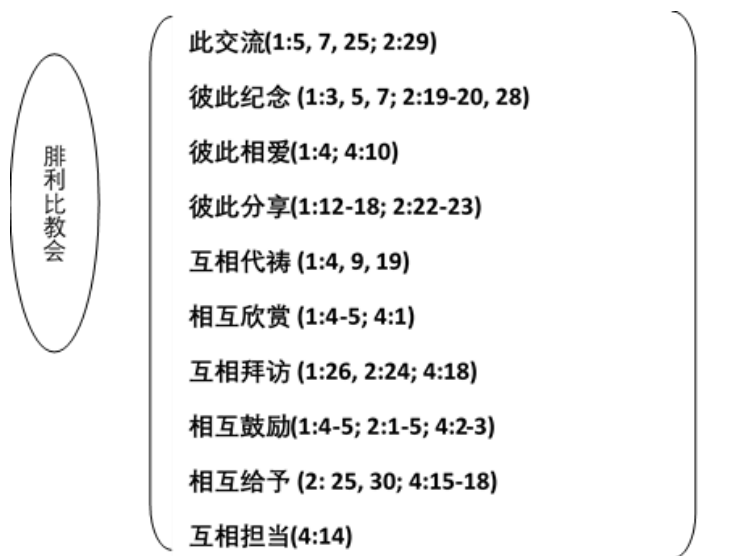 腓利比教会
此交流(1:5, 7, 25; 2:29)
彼此纪念 (1:3, 5, 7; 2:19-20, 28)
彼此相爱(1:4; 4:10)
彼此分享(1:12-18; 2:22-23)
互相代祷 (1:4, 9, 19)
相互欣赏 (1:4-5; 4:1)
互相拜访 (1:26, 2:24; 4:18)
相互鼓励(1:4-5; 2:1-5; 4:2-3)
相互给予 (2: 25, 30; 4:15-18)
互相担当(4:14)